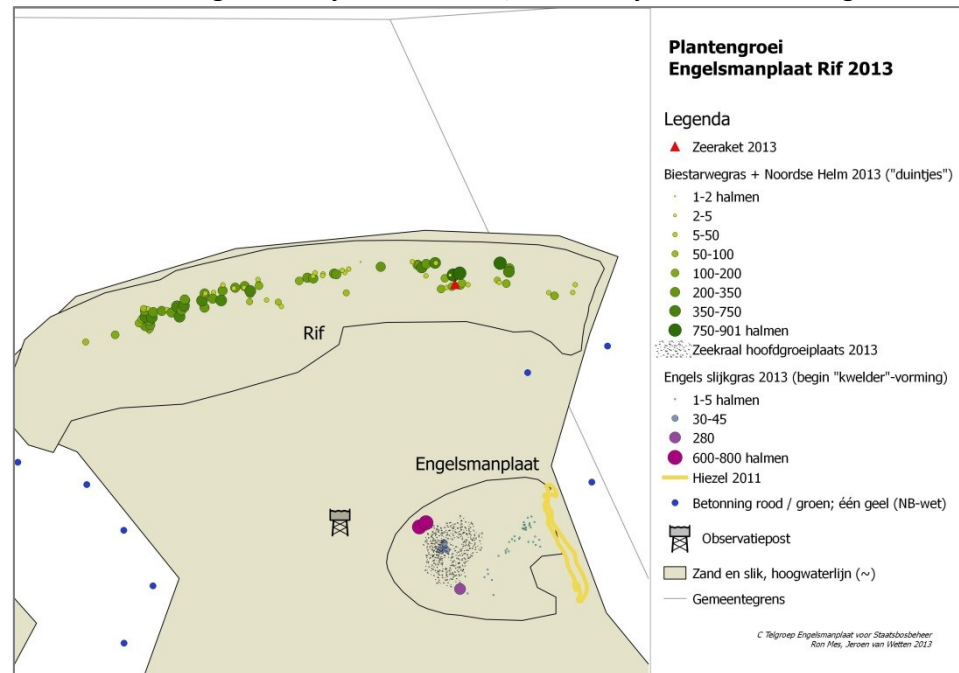 Plantengroei
Engelsmanplaat Rif 2013
Legenda
Zeeraket 2013
Biestarwegras + Noordse Helm 2013 ("duintjes")
1-2 halmen
2-5
5-50
50-100
100-200
200-350
350-750
750-901 halmen
Zeekraal hoofdgroeiplaats 2013
Engels slijkgras 2013 (begin "kwelder"-vorming)
1-5 halmen
30-45
280
600-800 halmen
Hiezel 2011
Betonning rood / groen; één geel (NB-wet)
Observatiepost
Zand en slik, hoogwaterlijn (~)
Gemeentegrens
C Telgroep Engelsmanplaat voor Staatsbosbeheer
Ron Mes, Jeroen van Wetten 2013
Rif
Engelsmanplaat